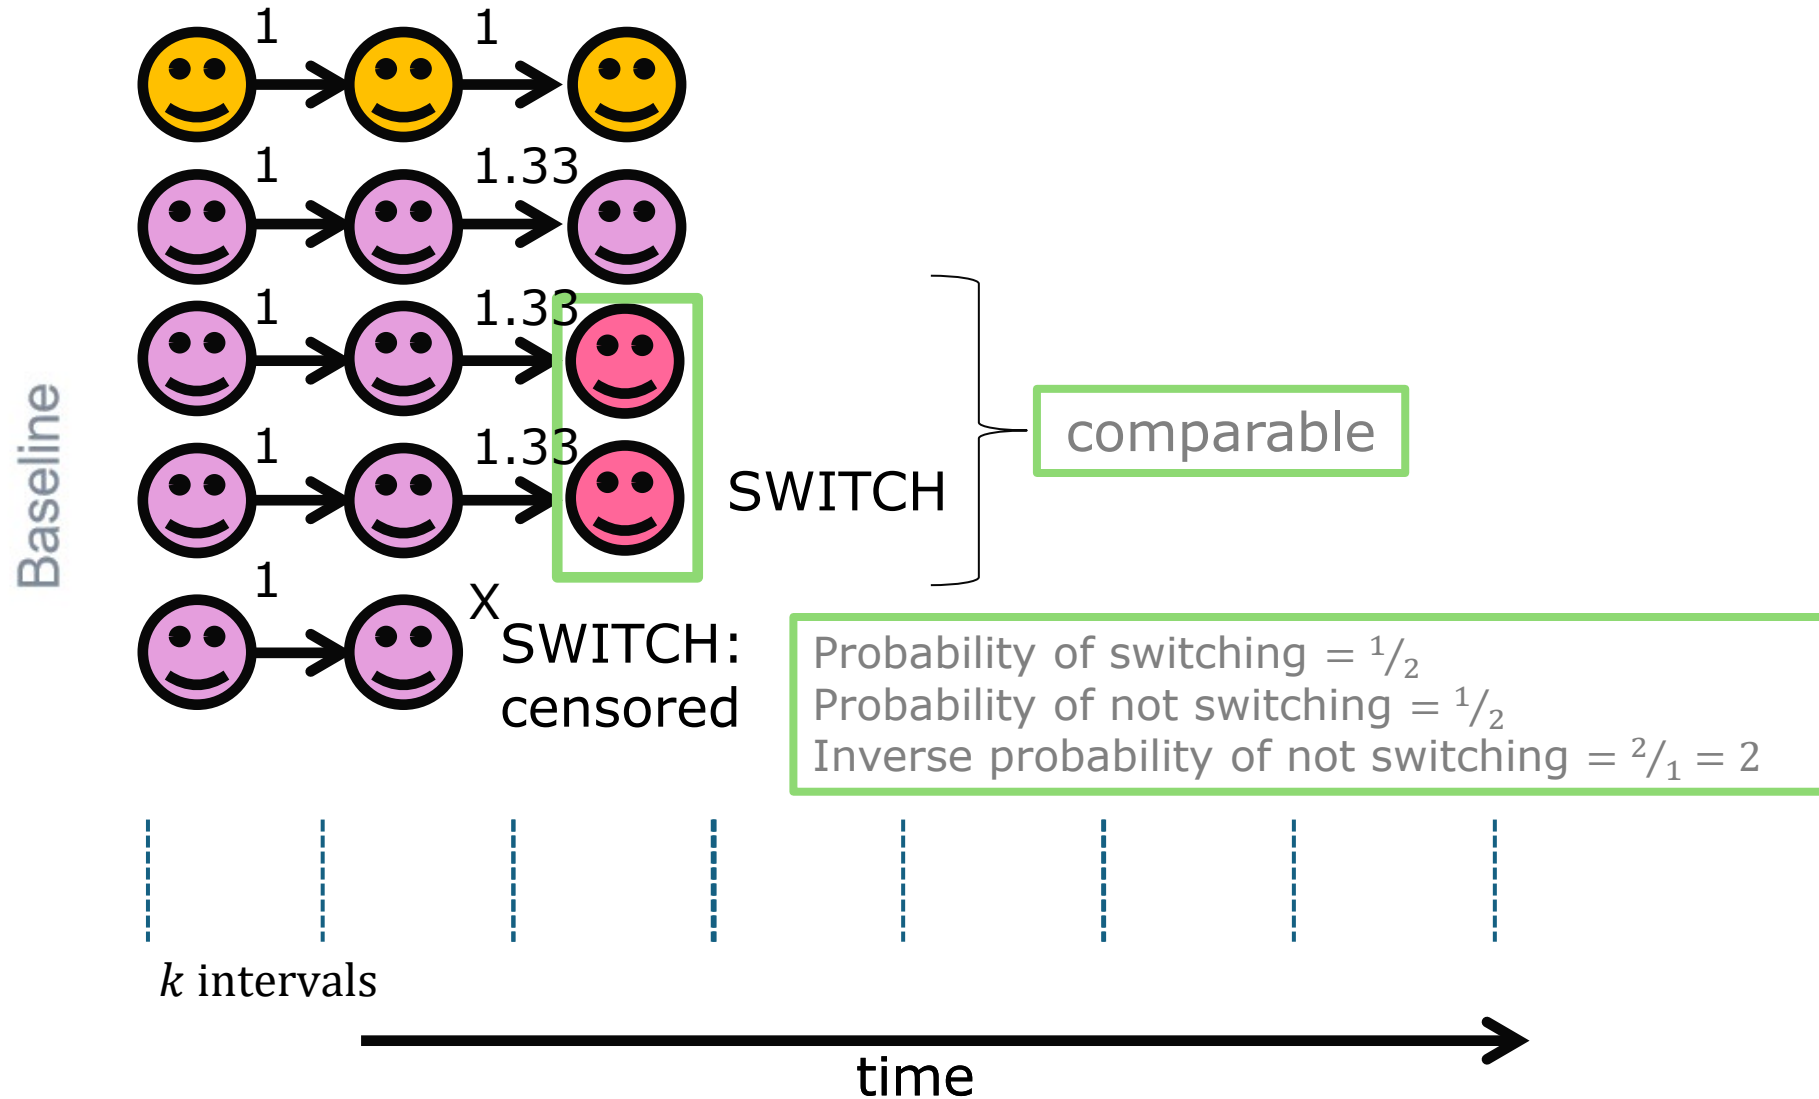 1 1
1 1.33
1 1.33
1 1.33
1
Baseline
comparable
SWITCH
X
SWITCH:
censored
Probability of switching = ¹/₂
Probability of not switching = ¹/₂
Inverse probability of not switching = ²/₁ = 2
k intervals
time